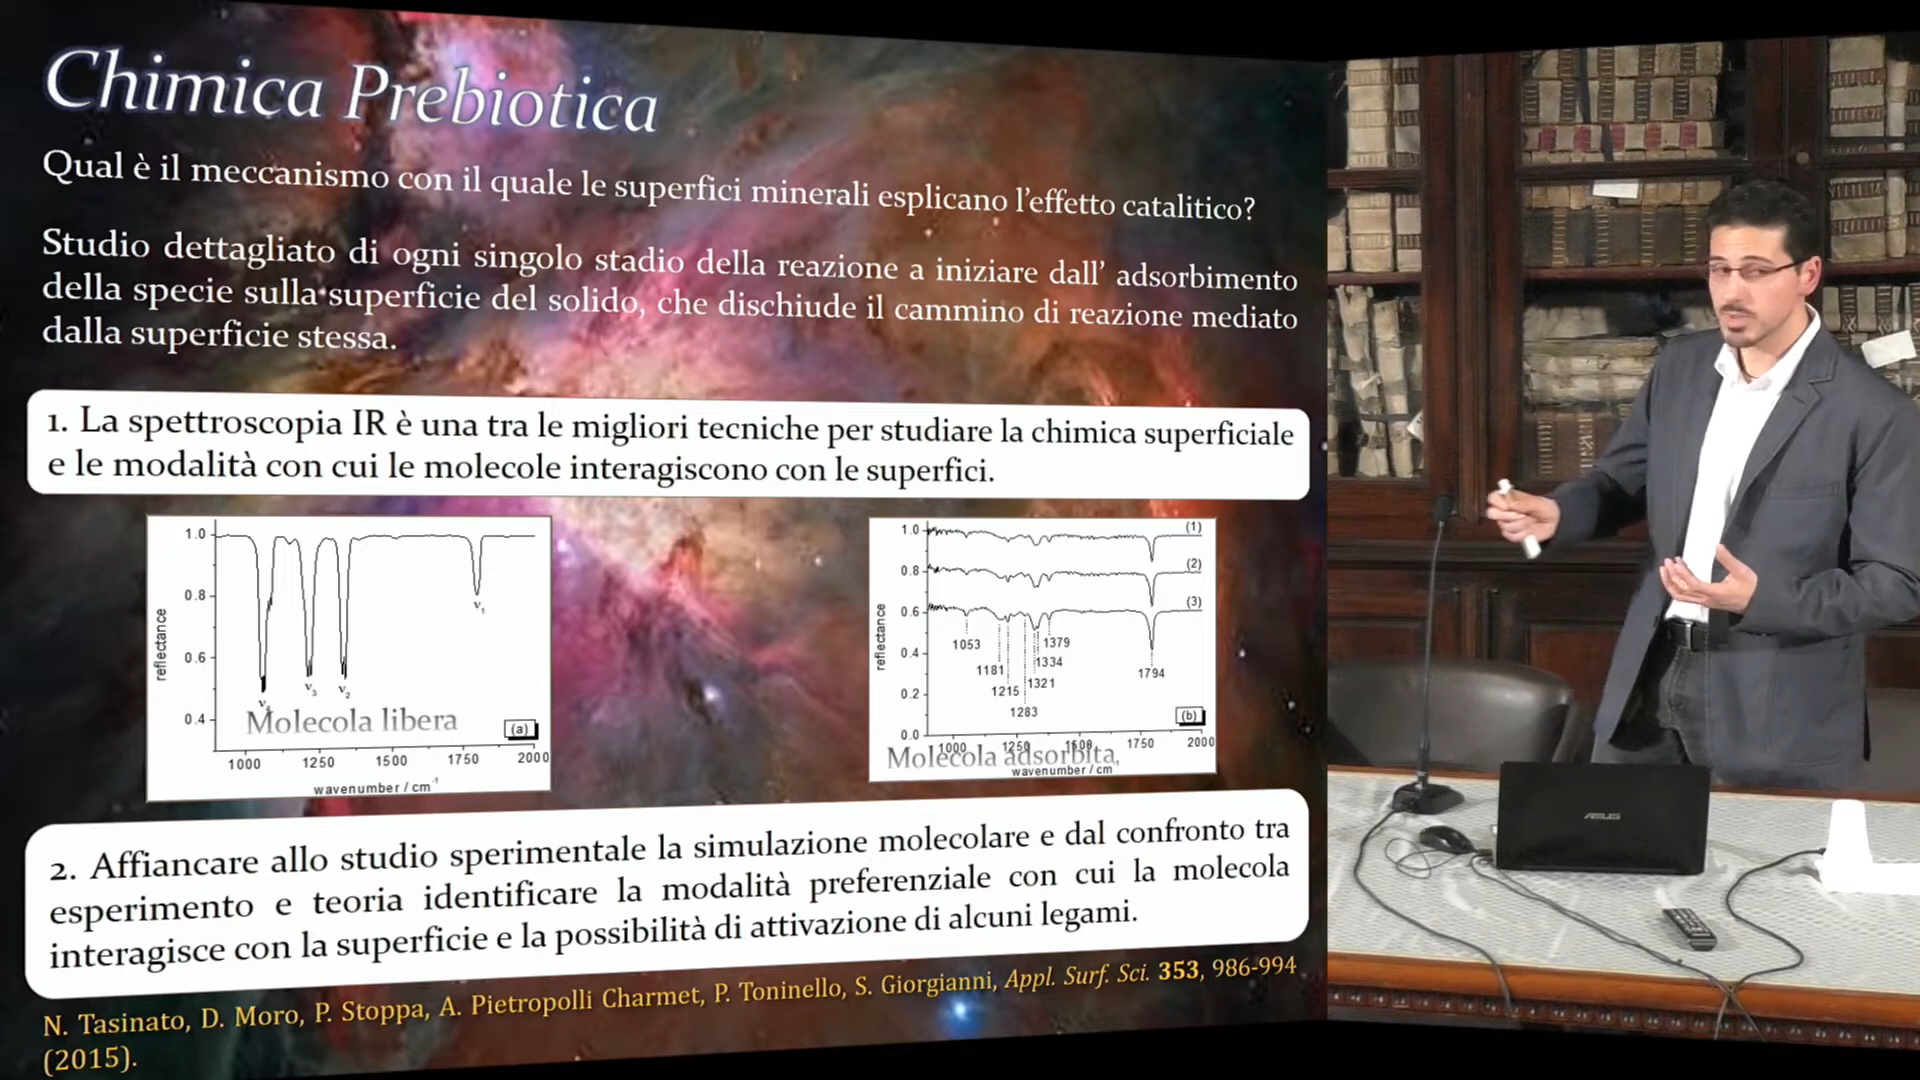 Chimica Prebiotica
Qual è il meccanismo con il quale le superfici minerali esplicano l'effetto catalitico?
Studio dettagliato di ogni singolo stadio della reazione a iniziare dall' adsorbimento
della specie sulla superficie del solido, che dischiude il cammino di reazione mediato
dalla superficie stessa.
1. La spettroscopia IR è una tra le migliori tecniche per studiare la chimica superficiale
e le modalità con cui le molecole interagiscono con le superfici.
1.0
0.8
0.6
0.4
reflectance
ν1
ν3
ν2
Molecola libera
(a)
1000 1250 1500 1750 2000
wavenumber / cm-1
1.0
0.8
0.6
0.4
0.2
0.0
reflectance
(1)
(2)
(3)
1053
1379
1181
1334
1794
1215
1321
1283
(b)
1000 1250 1500 1750 2000
Molecola adsorbita,
wavenumber / cm
2. Affiancare allo studio sperimentale la simulazione molecolare e dal confronto tra
esperimento e teoria identificare la modalità preferenziale con cui la molecola
interagisce con la superficie e la possibilità di attivazione di alcuni legami.
N. Tasinato, D. Moro, P. Stoppa, A. Pietropolli Charmet, P. Toninello, S. Giorgianni, Appl. Surf. Sci. 353, 986-994
(2015).
ASUS